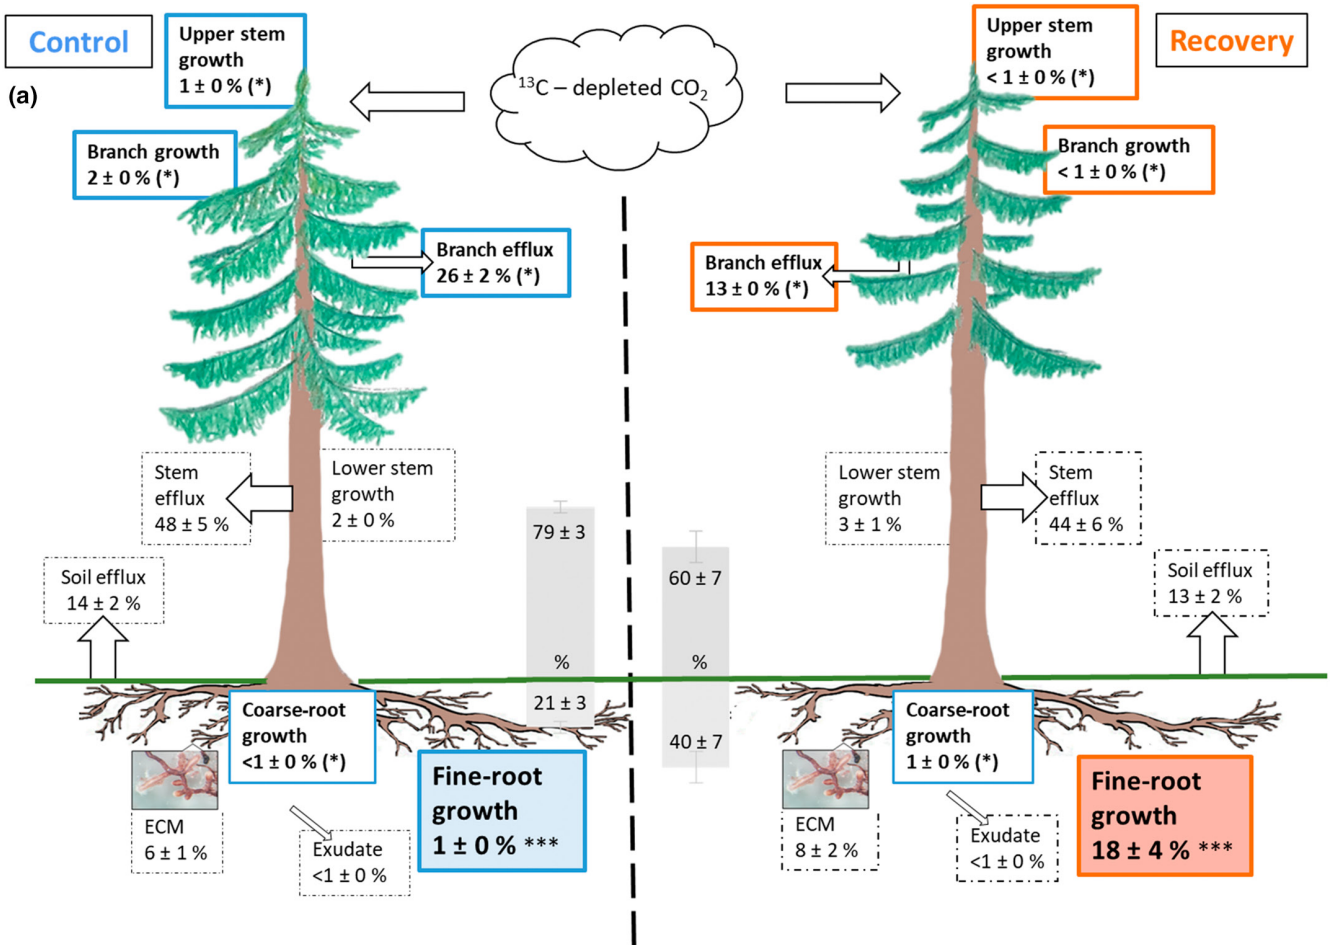 Control
(a)
Upper stem
growth
1 ± 0 % (*)
Branch growth
2 ± 0 % (*)
Branch efflux
26 ± 2 % (*)
Stem
efflux
48 ± 5 %
Lower stem
growth
2 ± 0 %
Soil efflux
14 ± 2 %
Coarse-root
growth
<1 ± 0 % (*)
ECM
6 ± 1 %
Exudate
<1 ± 0 %
Fine-root
growth
1 ± 0 % ***
13C – depleted CO2
79 ± 3
%
21 ± 3
60 ± 7
%
40 ± 7
Recovery
Upper stem
growth
< 1 ± 0 % (*)
Branch growth
< 1 ± 0 % (*)
Branch efflux
13 ± 0 % (*)
Lower stem
growth
3 ± 1 %
Stem
efflux
44 ± 6 %
Soil efflux
13 ± 2 %
Coarse-root
growth
1 ± 0 % (*)
ECM
8 ± 2 %
Exudate
<1 ± 0 %
Fine-root
growth
18 ± 4 % ***